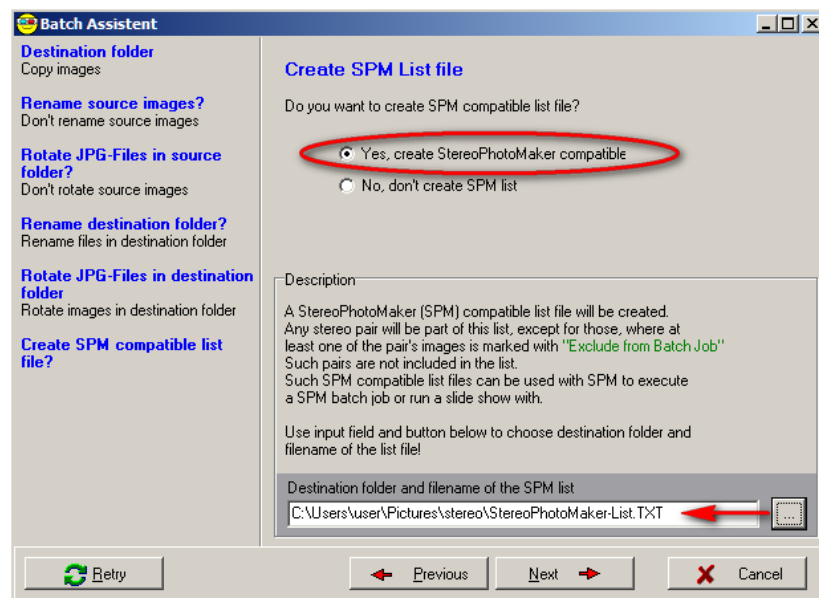 Batch Assistent
Destination folder
Copy images
Rename source images?
Don't rename source images
Rotate JPG-Files in source
folder?
Don't rotate source images
Rename destination folder?
Rename files in destination folder
Rotate JPG-Files in destination
folder
Rotate images in destination folder
Create SPM compatible list
file?
Create SPM List file
Do you want to create SPM compatible list file?
Yes, create StereoPhotoMaker compatible
No, don't create SPM list
Description
A StereoPhotoMaker (SPM) compatible list file will be created.
Any stereo pair will be part of this list, except for those, where at
least one of the pair's images is marked with "Exclude from Batch Job"
Such pairs are not included in the list.
Such SPM compatible list files can be used with SPM to execute
a SPM batch job or run a slide show with.
Use input field and button below to choose destination folder and
filename of the list file!
Destination folder and filename of the SPM list
C:\Users\user\Pictures\stereo\StereoPhotoMaker-List.TXT
...
Retry
Previous
Next
Cancel